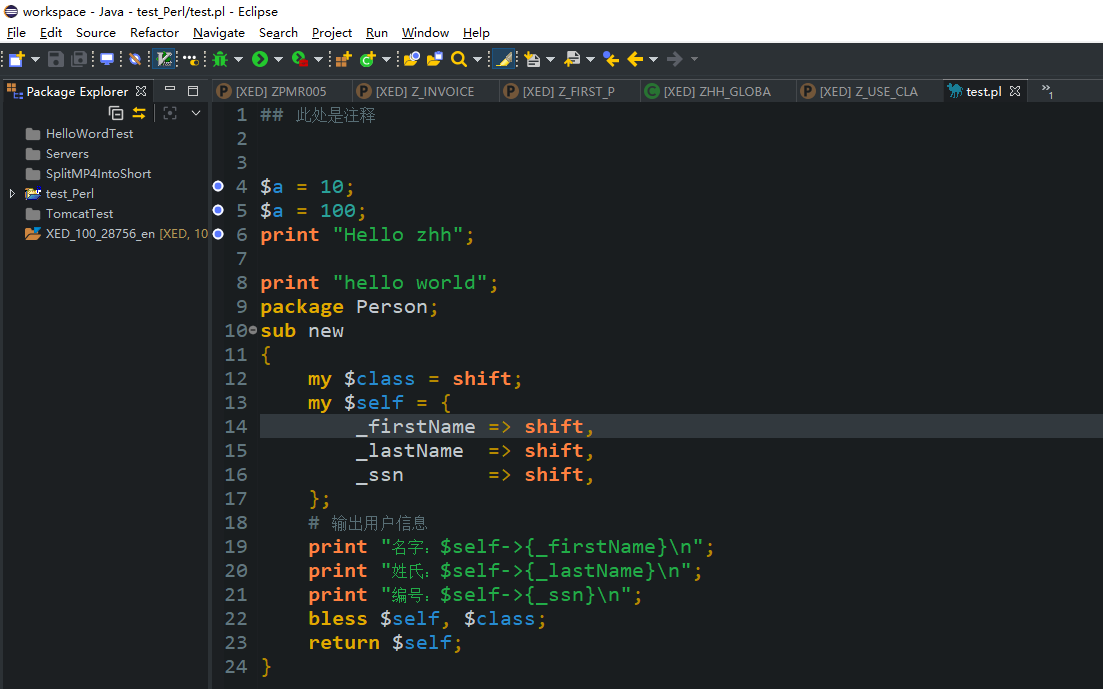 workspace - Java - test_Perl/test.pl - Eclipse
File Edit Source Refactor Navigate Search Project Run Window Help
Package Explorer
[XED] ZPMR005 [XED] Z_INVOICE [XED] Z_FIRST_P [XED] ZHH_GLOBA [XED] Z_USE_CLA test.pl »1
HelloWordTest
Servers
SplitMP4IntoShort
test_Perl
TomcatTest
XED_100_28756_en [XED, 10
1 ## 此处是注释
2
3
4 $a = 10;
5 $a = 100;
6 print "Hello zhh";
7
8 print "hello world";
9 package Person;
10 sub new
11 {
12 my $class = shift;
13 my $self = {
14 _firstName => shift,
15 _lastName => shift,
16 _ssn => shift,
17 };
18 # 输出用户信息
19 print "名字：$self->{_firstName}\n";
20 print "姓氏：$self->{_lastName}\n";
21 print "编号：$self->{_ssn}\n";
22 bless $self, $class;
23 return $self;
24 }